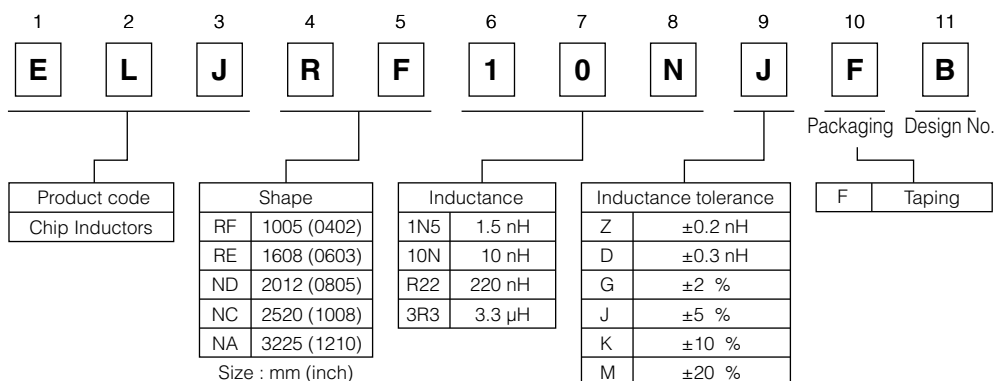 1 2 3 4 5 6 7 8 9 10 11
E L J R F 1 0 N J F B
Packaging Design No.
Product code
Chip Inductors
Shape
RF 1005 (0402)
RE 1608 (0603)
ND 2012 (0805)
NC 2520 (1008)
NA 3225 (1210)
Size : mm (inch)
Inductance
1N5 1.5 nH
10N 10 nH
R22 220 nH
3R3 3.3 µH
Inductance tolerance
Z ±0.2 nH
D ±0.3 nH
G ±2 %
J ±5 %
K ±10 %
M ±20 %
F Taping